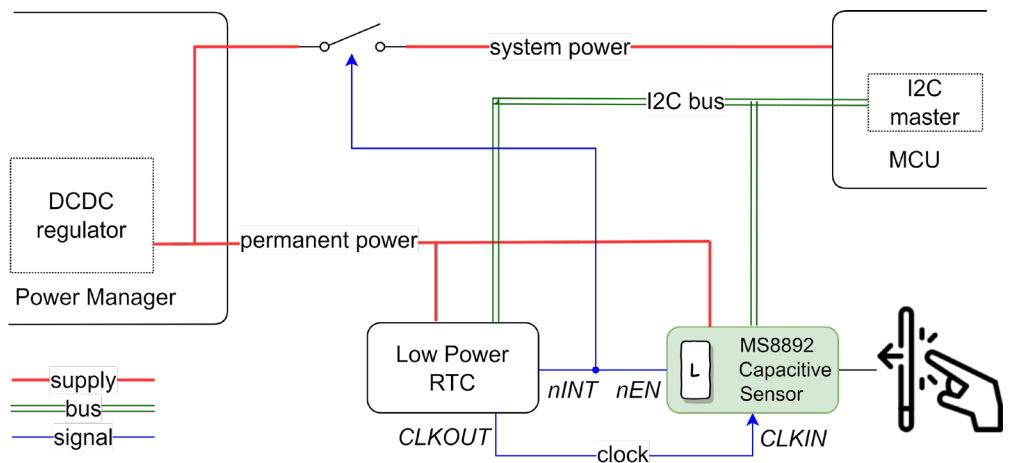 system power
I2C bus
I2C
master
MCU
DCDC
regulator
Power Manager
permanent power
Low Power
RTC
nINT
nEN
L
MS8892
Capacitive
Sensor
CLKOUT
clock
CLKIN
supply
bus
signal